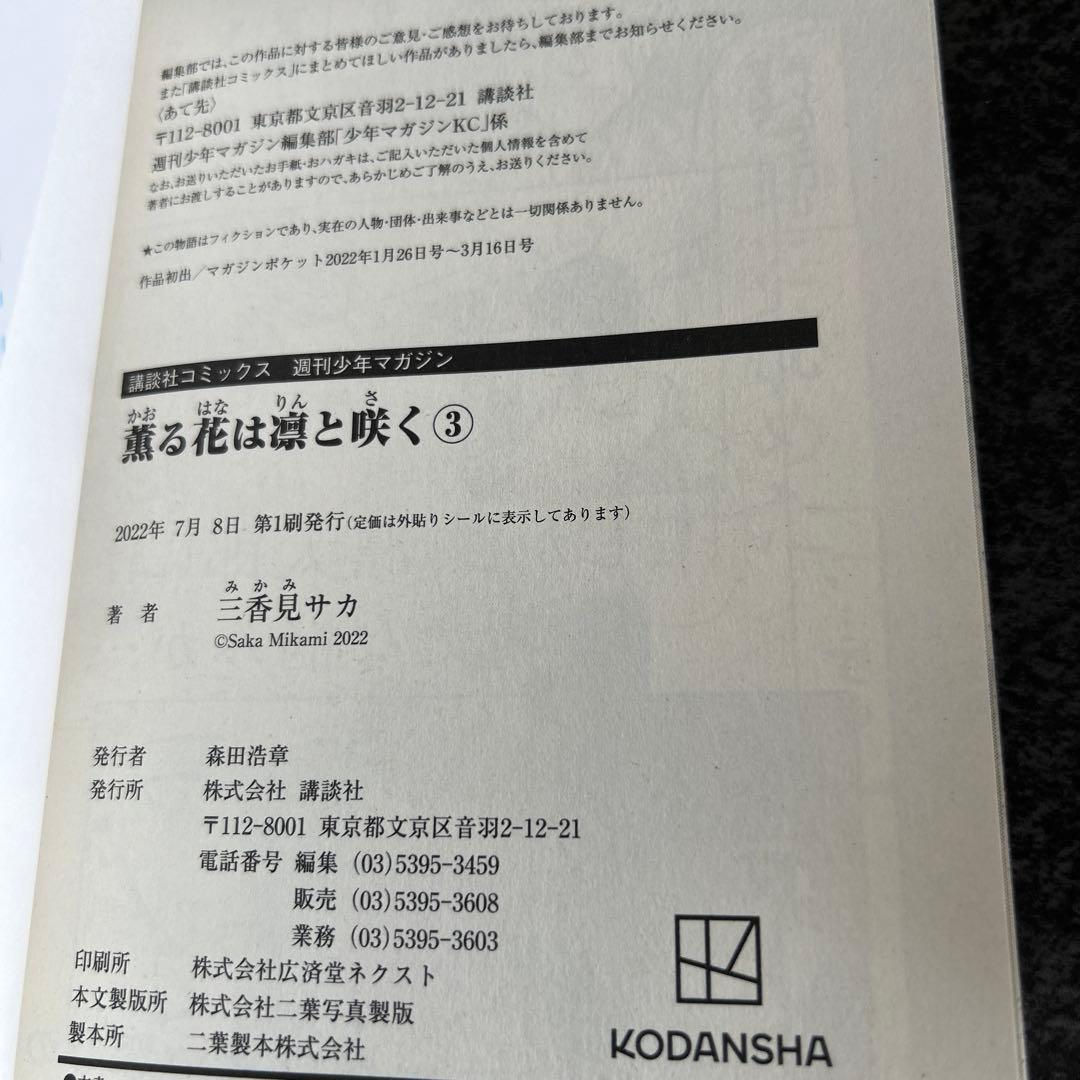 編集部では、この作品に対する皆様のご意見・ご感想をお待ちしております。
また「講談社コミックス」にまとめてほしい作品がありましたら、編集部までお知らせください。
〈あて先〉
〒112-8001 東京都文京区音羽2-12-21 講談社
週刊少年マガジン編集部「少年マガジンKC」係
なお、お送りいただいたお手紙・おハガキは、ご記入いただいた個人情報を含めて
著者にお渡しすることがありますので、あらかじめご了解のうえ、お送りください。
★この物語はフィクションであり、実在の人物・団体・出来事などとは一切関係ありません。
作品初出／マガジンポケット2022年1月26日号〜3月16日号
講談社コミックス 週刊少年マガジン
かお はな りん さ
薫る花は凛と咲く③
2022年 7月 8日 第1刷発行(定価は外貼りシールに表示してあります)
みかみ
著者 三香見サカ
©Saka Mikami 2022
発行者 森田浩章
発行所 株式会社 講談社
〒112-8001 東京都文京区音羽2-12-21
電話番号 編集 (03)5395-3459
販売 (03)5395-3608
業務 (03)5395-3603
印刷所 株式会社広済堂ネクスト
本文製版所 株式会社二葉写真製版
製本所 二葉製本株式会社
KODANSHA